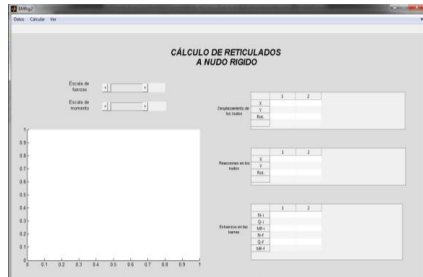 Datos Calcular Ver
CÁLCULO DE RETICULADOS
A NUDO RIGIDO
Escala de
fuerzas
Escala de
momento
Desplazamiento de
los nudos
1 2
X
Y
Rot.
Reacciones en los
nudos
1 2
X
Y
Rot.
Esfuerzos en las
barras
1 2
N-i
Q-i
Mf-i
N-f
Q-f
Mf-f
1
0.9
0.8
0.7
0.6
0.5
0.4
0.3
0.2
0.1
0
0 0.1 0.2 0.3 0.4 0.5 0.6 0.7 0.8 0.9 1